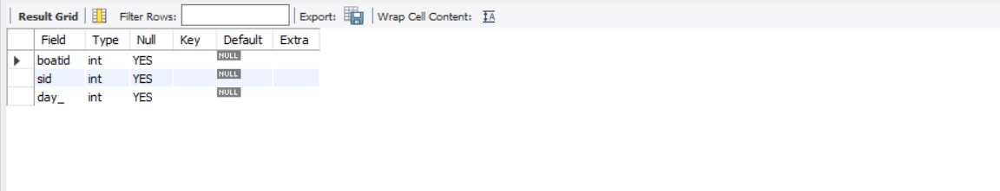 Result Grid Filter Rows: Export: Wrap Cell Content: IA
Field Type Null Key Default Extra
boatid int YES NULL
sid int YES NULL
day_ int YES NULL